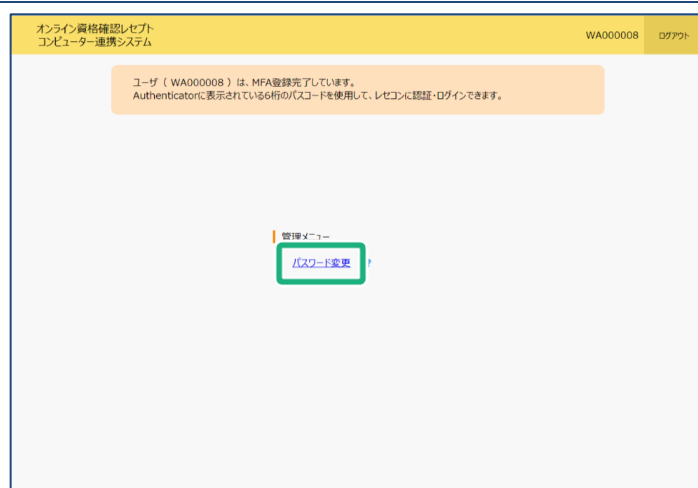 オンライン資格確認レセプト
コンピューター連携システム
WA000008
ログアウト
ユーザ（ WA000008 ）は、MFA登録完了しています。
Authenticatorに表示されている6桁のパスコードを使用して、レセコンに認証・ログインできます。
管理メニュー
パスワード変更